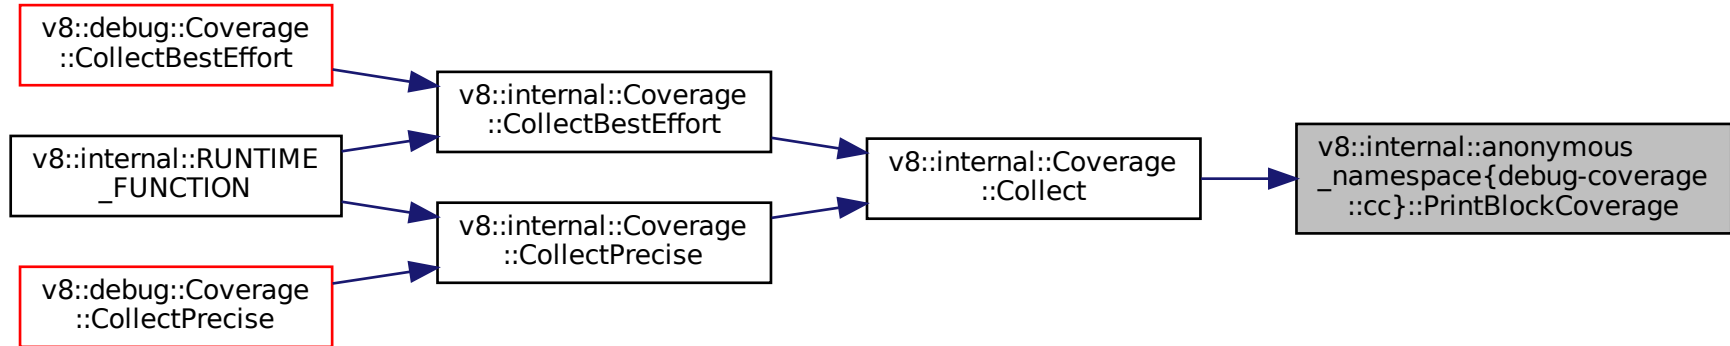 v8::debug::Coverage
::CollectBestEffort
v8::internal::RUNTIME
_FUNCTION
v8::debug::Coverage
::CollectPrecise
v8::internal::Coverage
::CollectBestEffort
v8::internal::Coverage
::CollectPrecise
v8::internal::Coverage
::Collect
v8::internal::anonymous
_namespace{debug-coverage
::cc}::PrintBlockCoverage